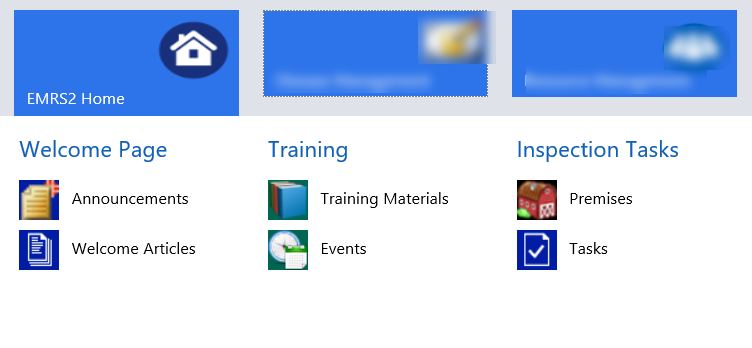 EMRS2 Home
Welcome Page
Training
Inspection Tasks
Announcements
Training Materials
Premises
Welcome Articles
Events
Tasks